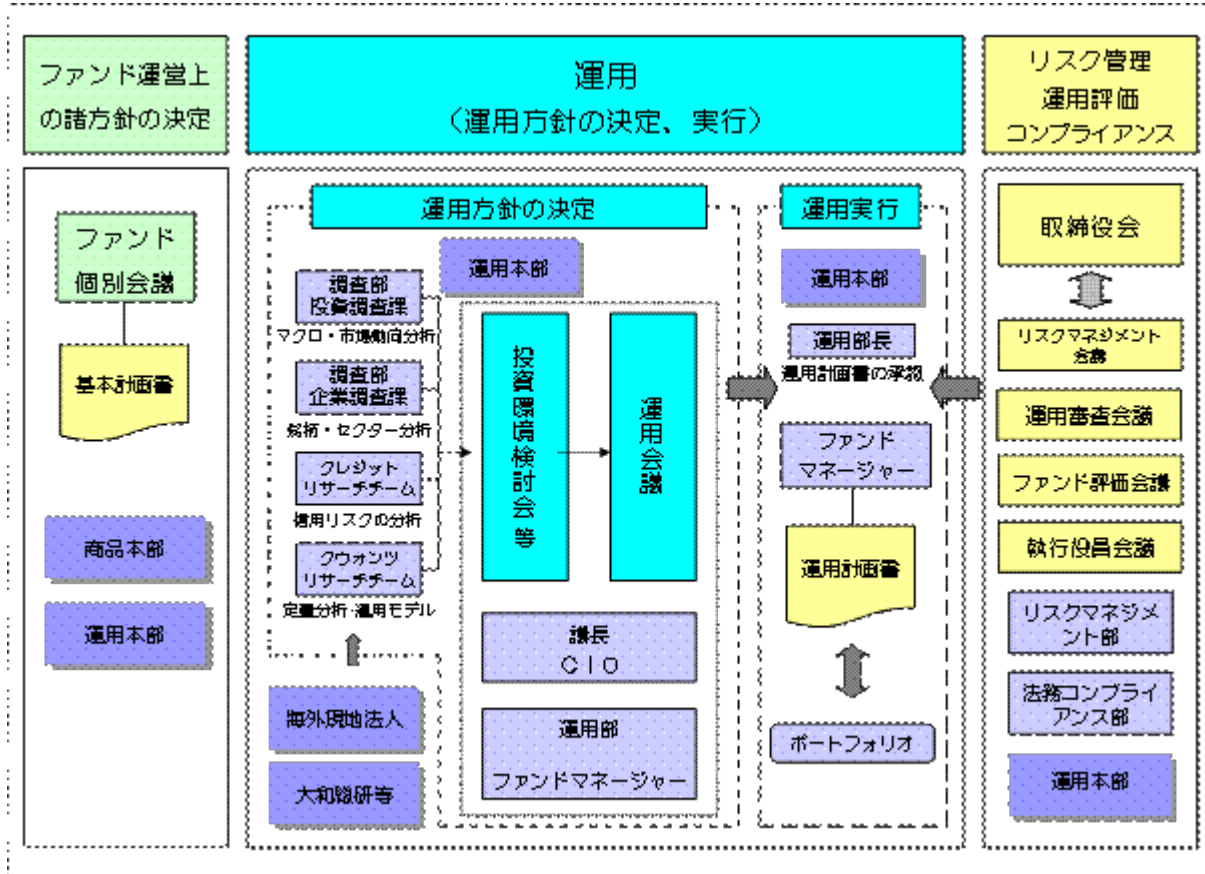 ファンド運営上
の諸方針の決定
運用
（運用方針の決定、実行）
リスク管理
運用評価
コンプライアンス
ファンド
個別会議
基本計画書
商品本部
運用本部
運用方針の決定
運用本部
調査部
投資調査課
マクロ・市場動向分析
調査部
企業調査課
銘柄・セクター分析
クレジット
リサーチチーム
信用リスクの分析
クウォンツ
リサーチチーム
定量分析・運用モデル
海外現地法人
大和総研等
投資環境検討会等
運用会議
議長
ＣＩＯ
運用部
ファンドマネージャー
運用実行
運用本部
運用部長
運用計画書の承認
ファンド
マネージャー
運用計画書
ポートフォリオ
取締役会
リスクマネジメント
会議
運用審査会議
ファンド評価会議
執行役員会議
リスクマネジメ
ント部
法務コンプライ
アンス部
運用本部